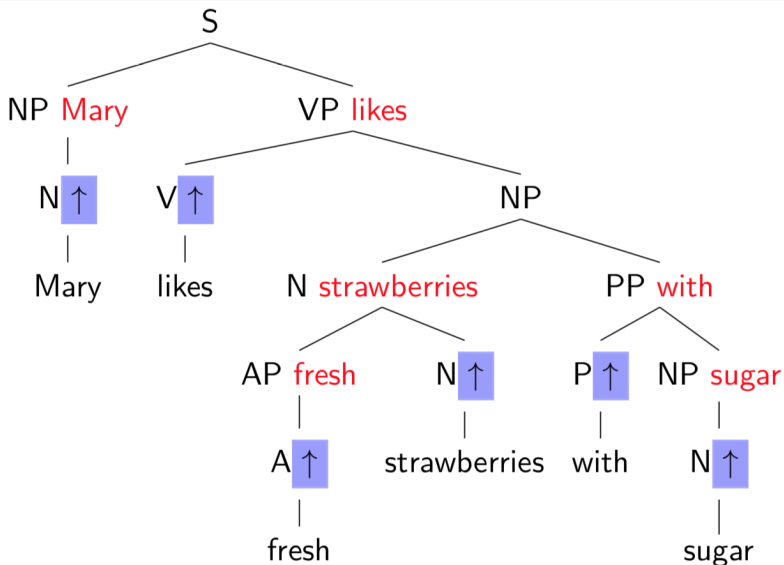 S
NP Mary VP likes
N ↑ V ↑ NP
Mary likes N strawberries PP with
AP fresh N ↑ P ↑ NP sugar
A ↑ strawberries with N ↑
fresh sugar